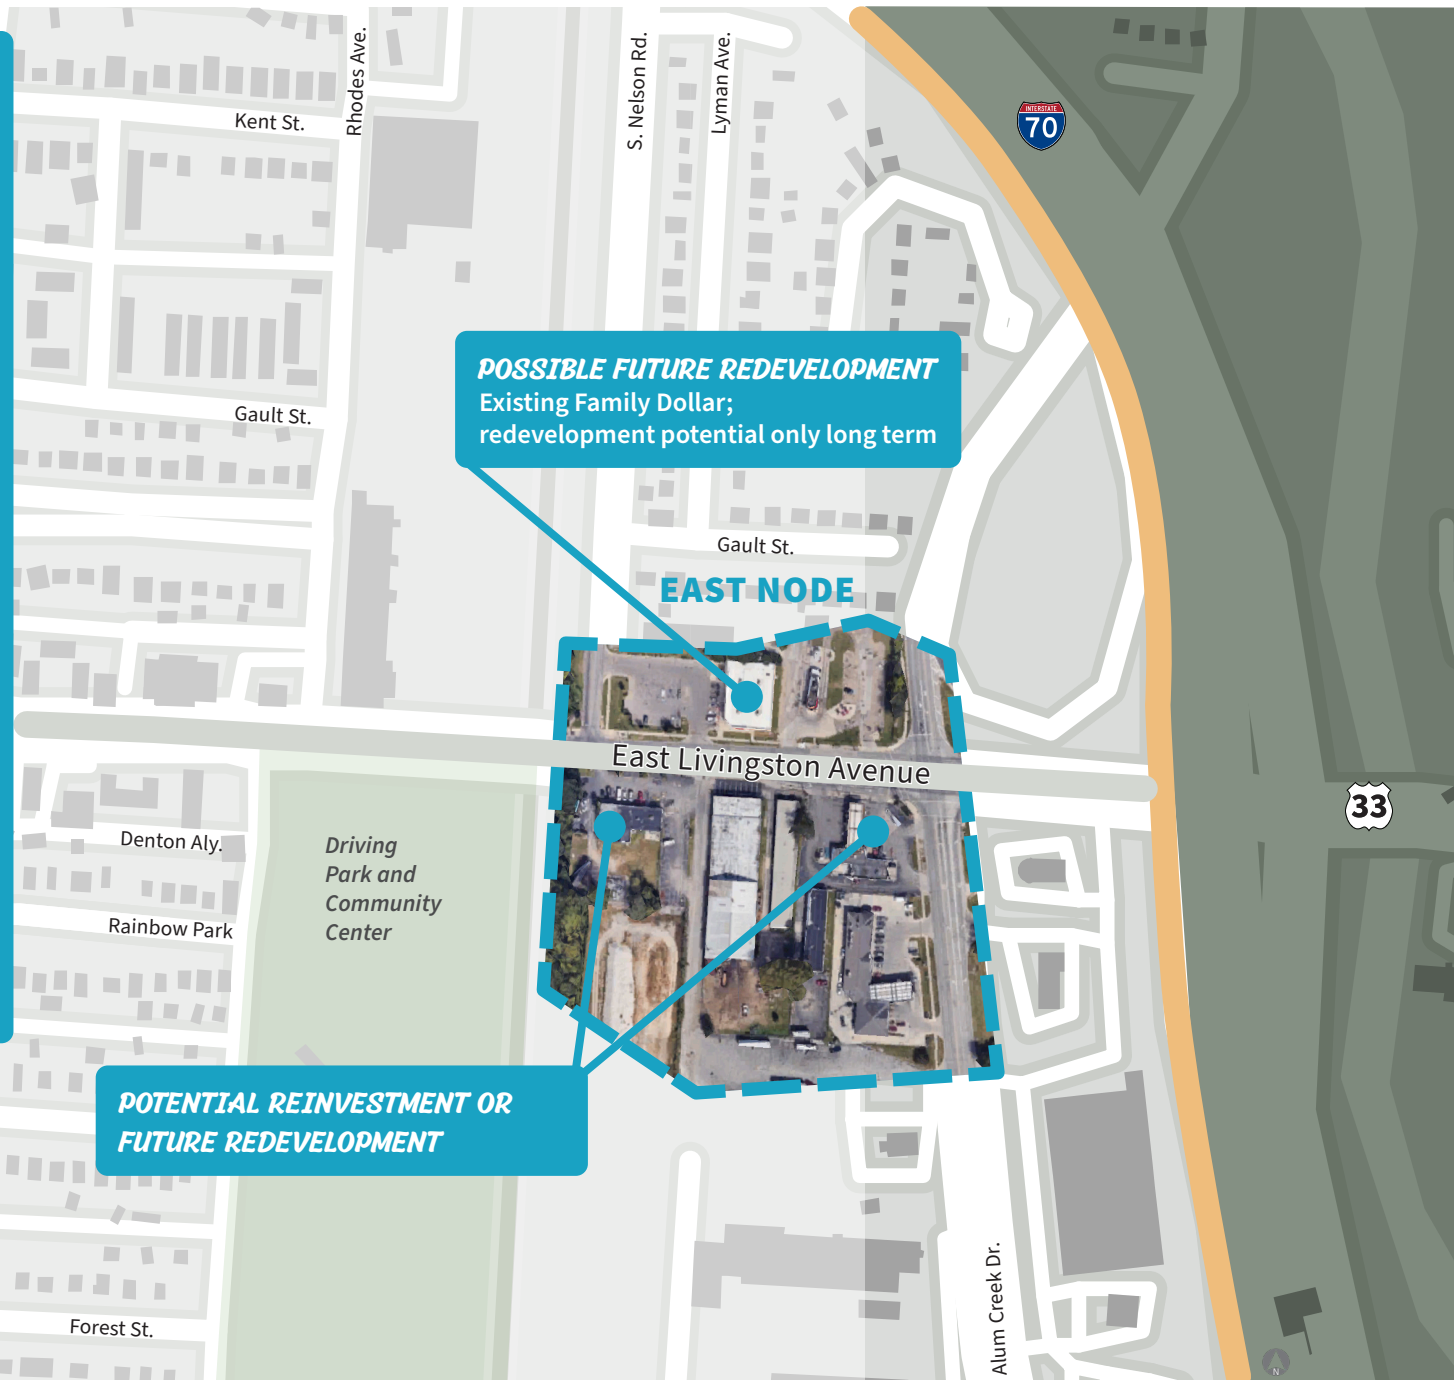 Rhodes Ave.
S. Nelson Rd.
Lyman Ave.
INTERSTATE
70
Kent St.
POSSIBLE FUTURE REDEVELOPMENT
Existing Family Dollar;
redevelopment potential only long term
Gault St.
Gault St.
EAST NODE
East Livingston Avenue
33
Denton Aly.
Driving
Park and
Community
Center
Rainbow Park
POTENTIAL REINVESTMENT OR
FUTURE REDEVELOPMENT
Alum Creek Dr.
Forest St.
N